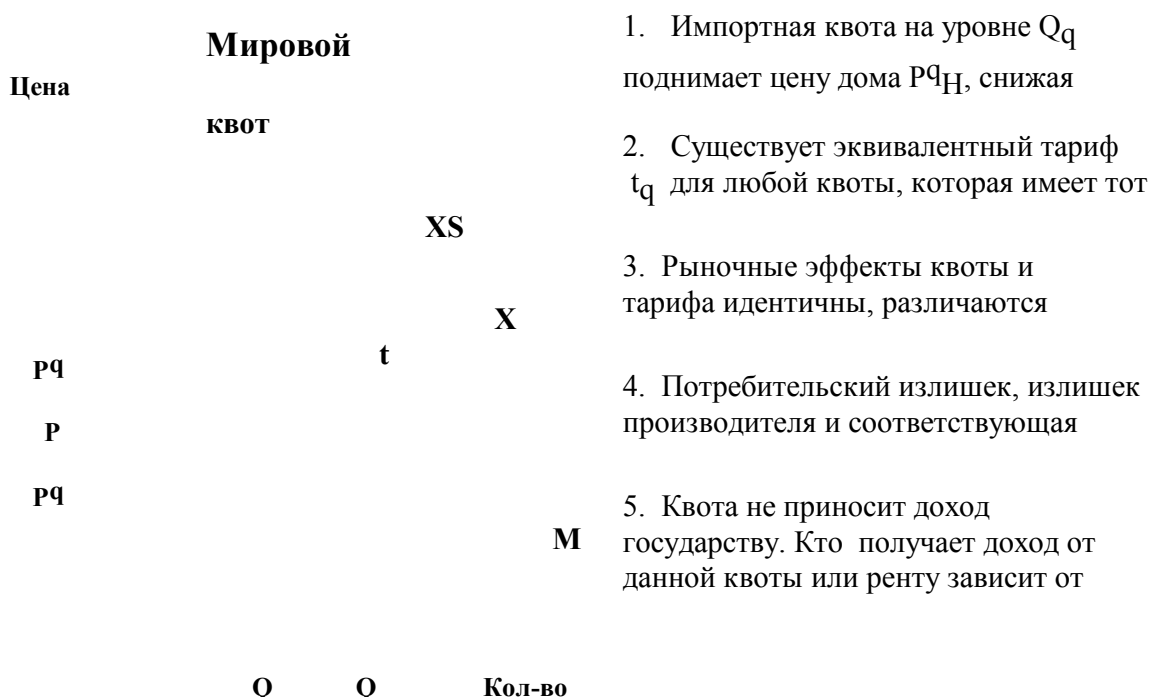 Мировой
Цена
квот
XS
X
t
Pq
P
Pq
M
Q Q Кол-во
1. Импортная квота на уровне Qq
поднимает цену дома PqH, снижая
2. Существует эквивалентный тариф
tq для любой квоты, которая имеет тот
3. Рыночные эффекты квоты и
тарифа идентичны, различаются
4. Потребительский излишек, излишек
производителя и соответствующая
5. Квота не приносит доход
государству. Кто получает доход от
данной квоты или ренту зависит от